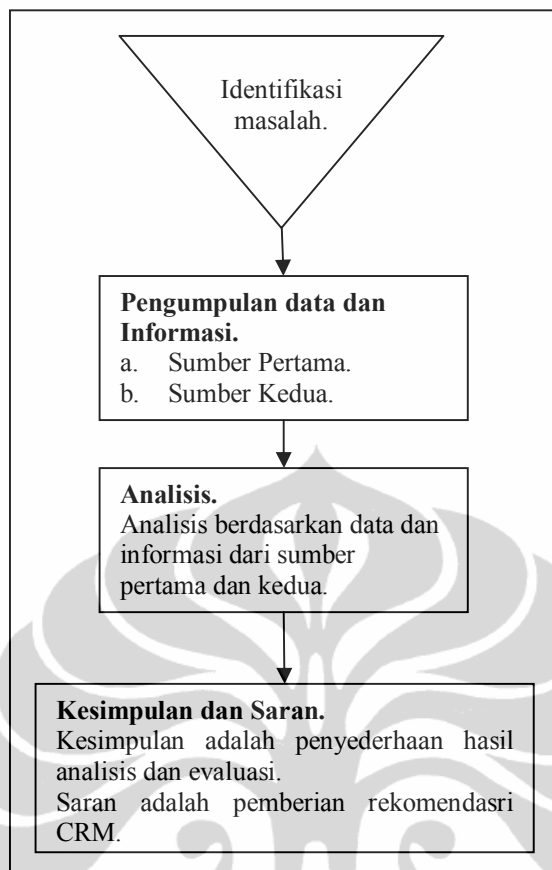 Identifikasi
masalah.
Pengumpulan data dan
Informasi.
a. Sumber Pertama.
b. Sumber Kedua.
Analisis.
Analisis berdasarkan data dan
informasi dari sumber
pertama dan kedua.
Kesimpulan dan Saran.
Kesimpulan adalah penyederhaan hasil
analisis dan evaluasi.
Saran adalah pemberian rekomendasri
CRM.